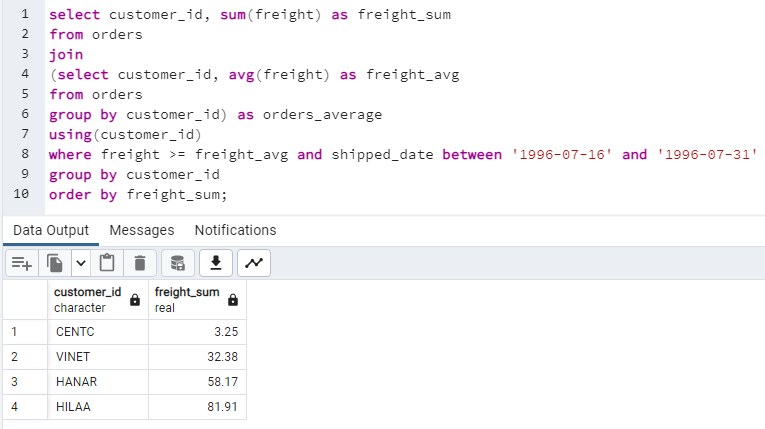 1 select customer_id, sum(freight) as freight_sum
2 from orders
3 join
4 (select customer_id, avg(freight) as freight_avg
5 from orders
6 group by customer_id) as orders_average
7 using(customer_id)
8 where freight >= freight_avg and shipped_date between '1996-07-16' and '1996-07-31'
9 group by customer_id
10 order by freight_sum;
Data Output Messages Notifications
customer_id freight_sum
character real
1 CENTC 3.25
2 VINET 32.38
3 HANAR 58.17
4 HILAA 81.91